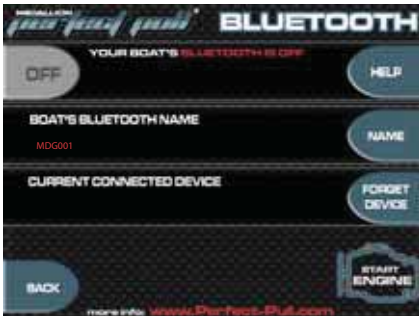 MEDALLION
perfect pull
BLUETOOTH
YOUR BOAT'S BLUETOOTH IS OFF
OFF
HELP
BOAT'S BLUETOOTH NAME
MDG001
NAME
CURRENT CONNECTED DEVICE
FORGET
DEVICE
START
ENGINE
BACK
more info: www.Perfect-Pull.com